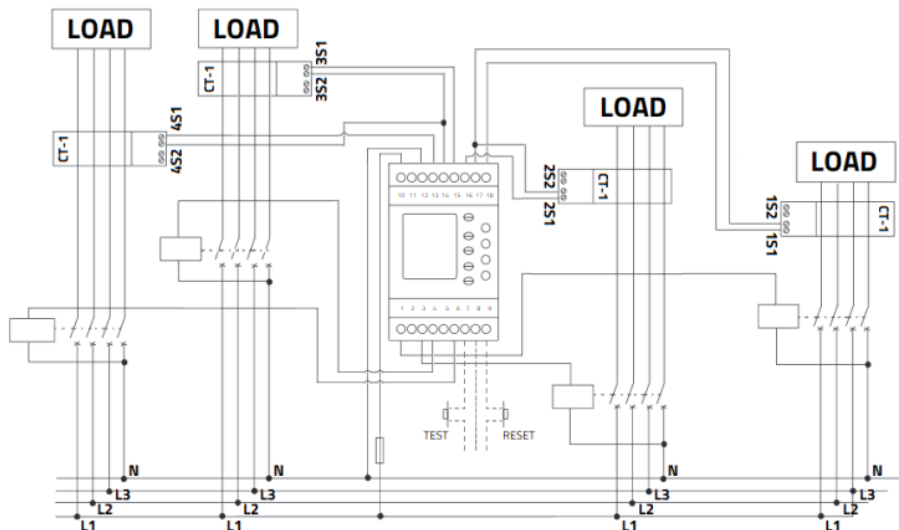 LOAD
LOAD
CT-1
3S1
3S2
CT-1
4S1
4S2
LOAD
2S2
2S1
CT-1
LOAD
1S2
1S1
CT-1
10 11 12 13 14 15 16 17 18
1 2 3 4 5 6 7 8 9
TEST
RESET
N
L3
L2
L1
N
L3
L2
L1
N
L3
L2
L1
N
L3
L2
L1